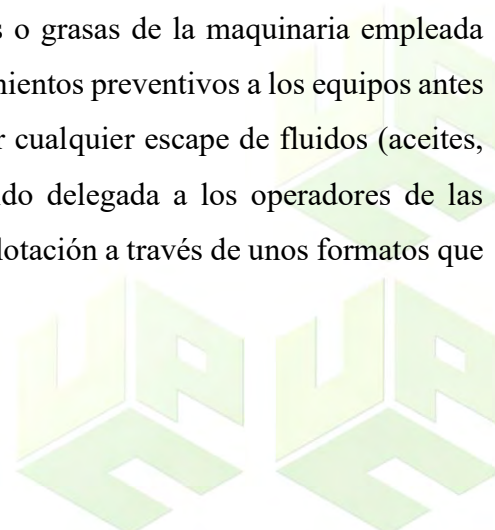 s o grasas de la maquinaria empleada
nientos preventivos a los equipos antes
r cualquier escape de fluidos (aceites,
do delegada a los operadores de las
lotación a través de unos formatos que